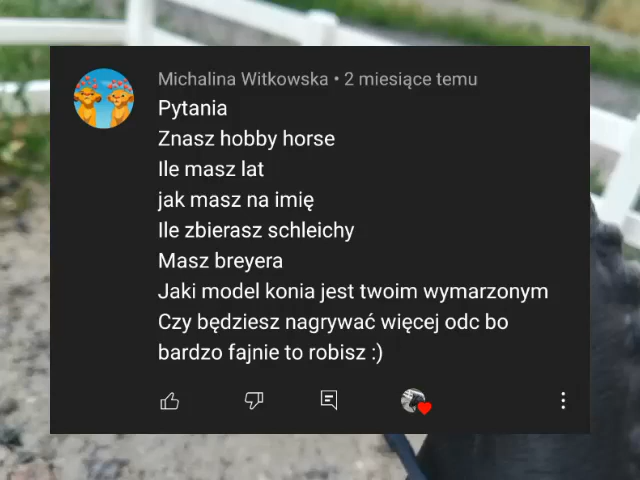 Michalina Witkowska • 2 miesiące temu
Pytania
Znasz hobby horse
Ile masz lat
jak masz na imię
Ile zbierasz schleichy
Masz breyera
Jaki model konia jest twoim wymarzonym
Czy będziesz nagrywać więcej odc bo
bardzo fajnie to robisz :)